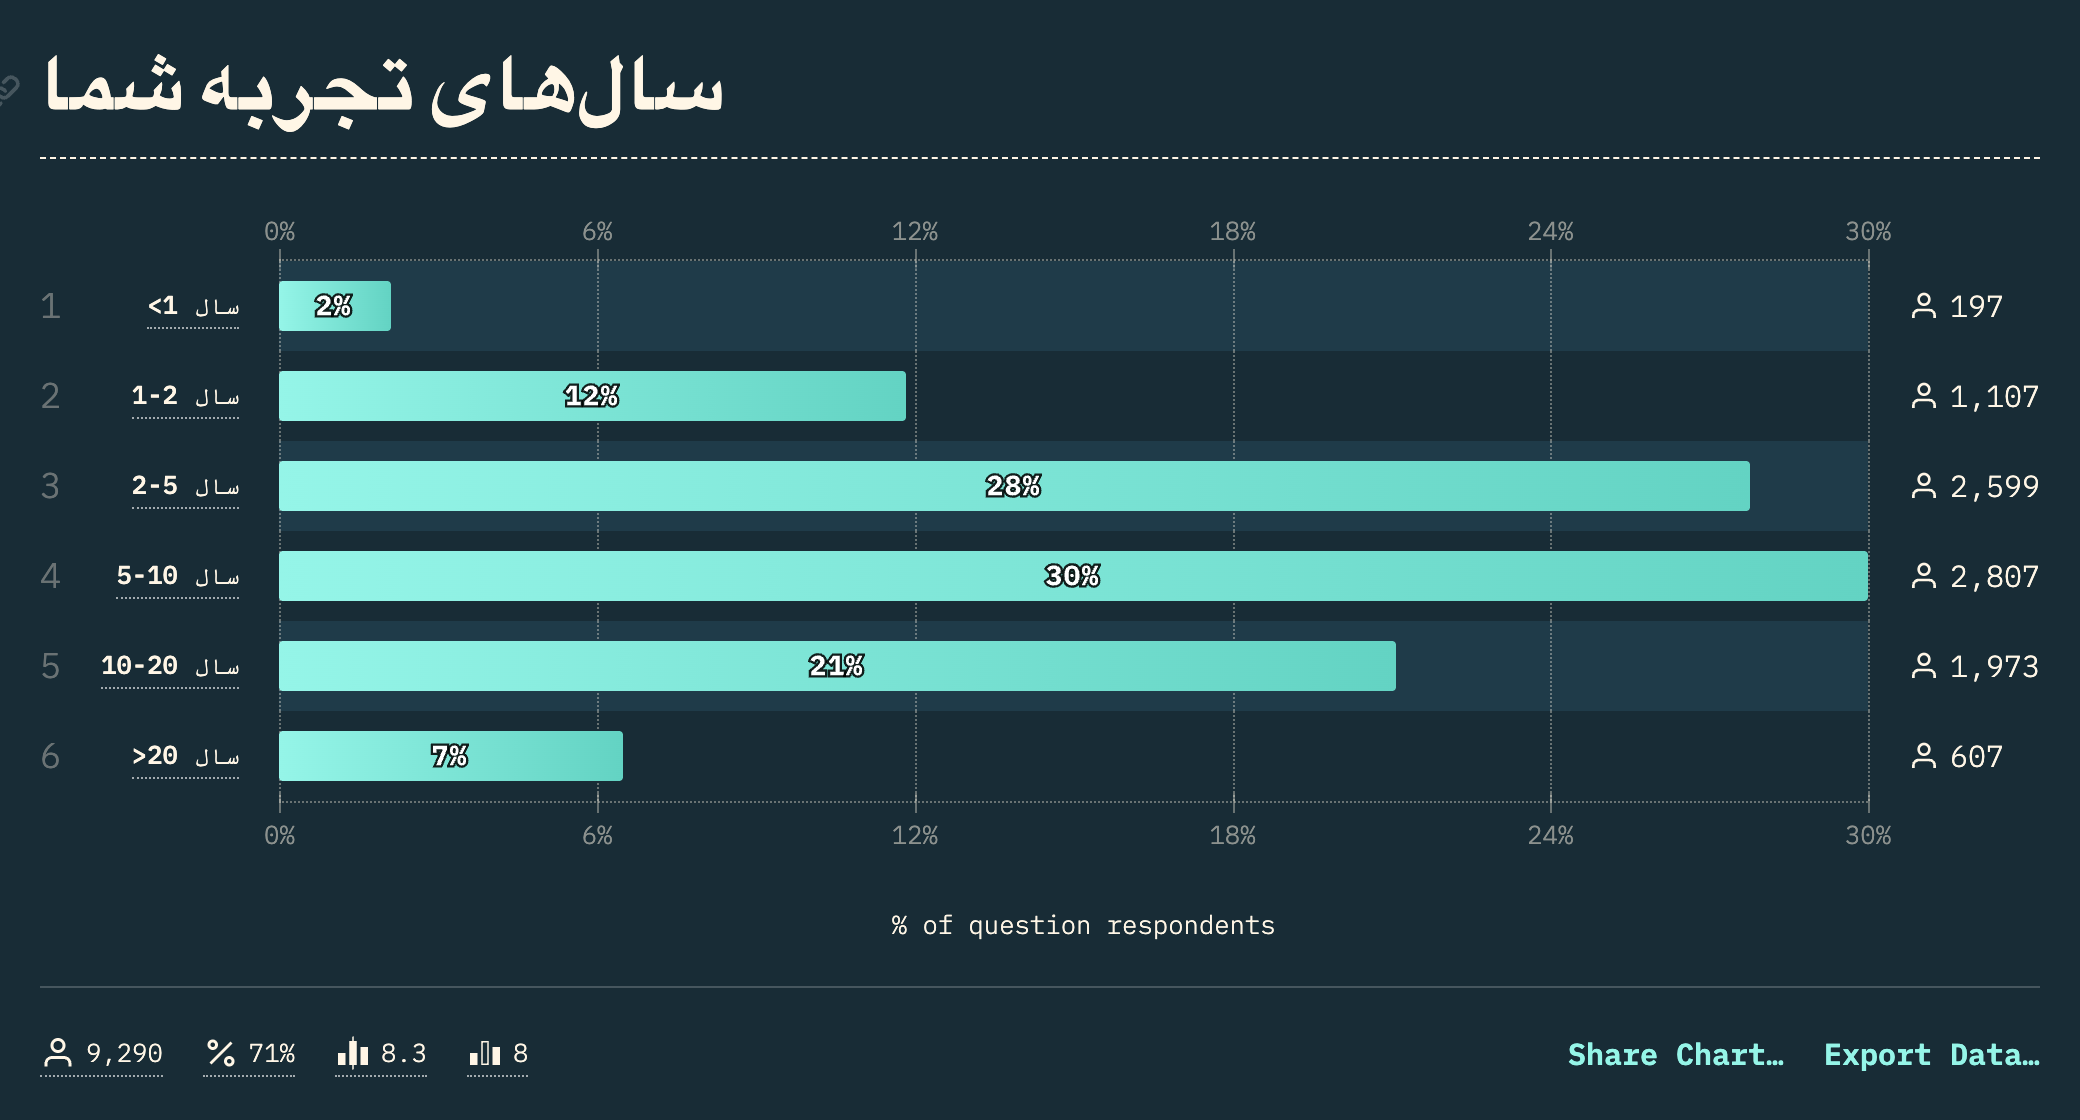 سال‌های تجربه شما
0% 6% 12% 18% 24% 30%
1 <1 سال 2% 197
2 1-2 سال 12% 1,107
3 2-5 سال 28% 2,599
4 5-10 سال 30% 2,807
5 10-20 سال 21% 1,973
6 >20 سال 7% 607
0% 6% 12% 18% 24% 30%
% of question respondents
9,290 71% 8.3 8 Share Chart… Export Data…